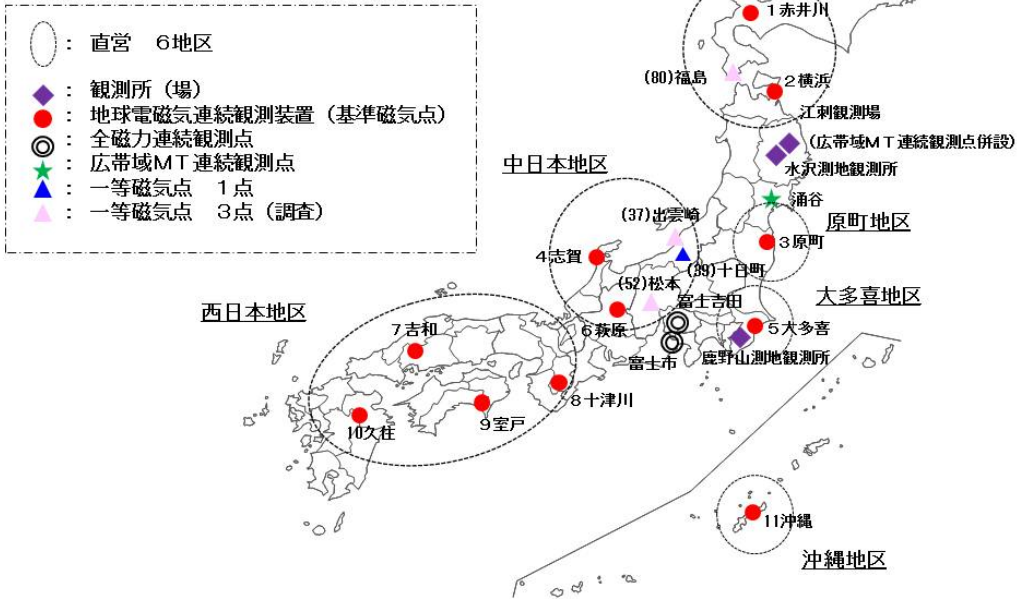 : 直営 6地区
: 観測所（場）
: 地球電磁気連続観測装置（基準磁気点）
: 全磁力連続観測点
: 広帯域ＭＴ連続観測点
: 一等磁気点 1点
: 一等磁気点 3点（調査）
1赤井川
(80)福島
2横浜
江刺観測場
(広帯域ＭＴ連続観測点併設)
水沢測地観測所
中日本地区
涌谷
(37)出雲崎
原町地区
3原町
4志賀
(39)十日町
(52)松本
大多喜地区
富士吉田
西日本地区
5大多喜
7吉和
6萩原
富士市
鹿野山測地観測所
8十津川
9室戸
10久住
11沖縄
沖縄地区